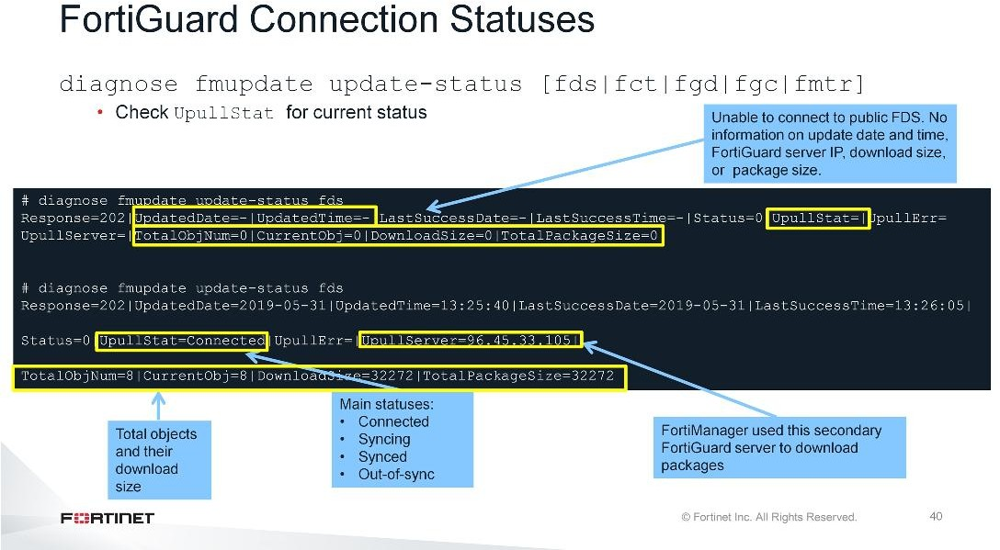 FortiGuard Connection Statuses
diagnose fmupdate update-status [fds|fct|fgd|fgc|fmtr]
• Check UpullStat for current status
Unable to connect to public FDS. No
information on update date and time,
FortiGuard server IP, download size,
or package size.
# diagnose fmupdate update-status fds
Response=202|UpdatedDate=-|UpdatedTime=-|LastSuccessDate=-|LastSuccessTime=-|Status=0|UpullStat=|UpullErr=
UpullServer=|TotalObjNum=0|CurrentObj=0|DownloadSize=0|TotalPackageSize=0
# diagnose fmupdate update-status fds
Response=202|UpdatedDate=2019-05-31|UpdatedTime=13:25:40|LastSuccessDate=2019-05-31|LastSuccessTime=13:26:05|
Status=0|UpullStat=Connected|UpullErr=|UpullServer=96.45.33.105|
TotalObjNum=8|CurrentObj=8|DownloadSize=32272|TotalPackageSize=32272
Total objects
and their
download
size
Main statuses:
• Connected
• Syncing
• Synced
• Out-of-sync
FortiManager used this secondary
FortiGuard server to download
packages
FORTINET
© Fortinet Inc. All Rights Reserved.
40